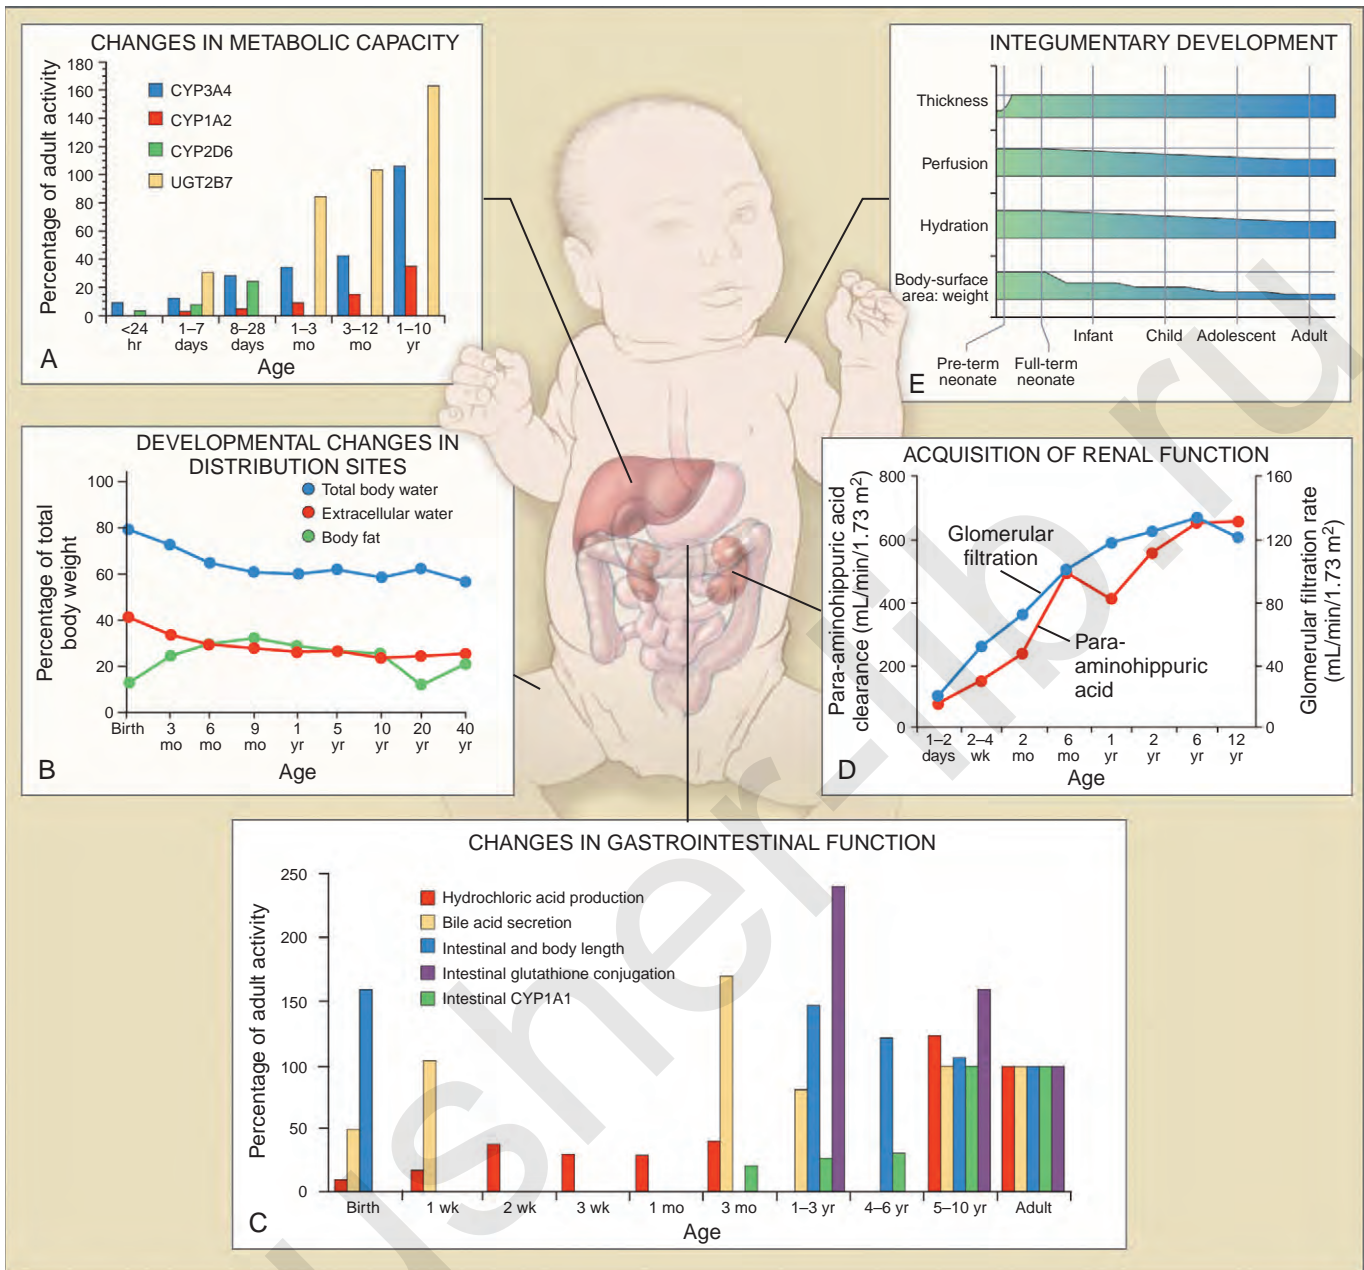 CHANGES IN METABOLIC CAPACITY
Percentage of adult activity
180
160
140
120
100
80
60
40
20
0
CYP3A4
CYP1A2
CYP2D6
UGT2B7
<24 hr
1–7 days
8–28 days
1–3 mo
3–12 mo
1–10 yr
Age
A
INTEGUMENTARY DEVELOPMENT
Thickness
Perfusion
Hydration
Body-surface
area: weight
Infant
Child
Adolescent
Adult
Pre-term
neonate
Full-term
neonate
E
DEVELOPMENTAL CHANGES IN
DISTRIBUTION SITES
Percentage of total
body weight
100
80
60
40
20
0
Total body water
Extracellular water
Body fat
Birth
3 mo
6 mo
9 mo
1 yr
5 yr
10 yr
20 yr
40 yr
Age
B
ACQUISITION OF RENAL FUNCTION
Para-aminohippuric acid
clearance (mL/min/1.73 m²)
800
600
400
200
0
Glomerular
filtration
Para-
aminohippuric
acid
160
120
80
40
0
Glomerular filtration rate
(mL/min/1.73 m²)
1–2 days
2–4 wk
2 mo
6 mo
1 yr
2 yr
6 yr
12 yr
Age
D
CHANGES IN GASTROINTESTINAL FUNCTION
Percentage of adult activity
250
200
150
100
50
0
Hydrochloric acid production
Bile acid secretion
Intestinal and body length
Intestinal glutathione conjugation
Intestinal CYP1A1
Birth
1 wk
2 wk
3 wk
1 mo
3 mo
1–3 yr
4–6 yr
5–10 yr
Adult
Age
C
usher-lib.ru